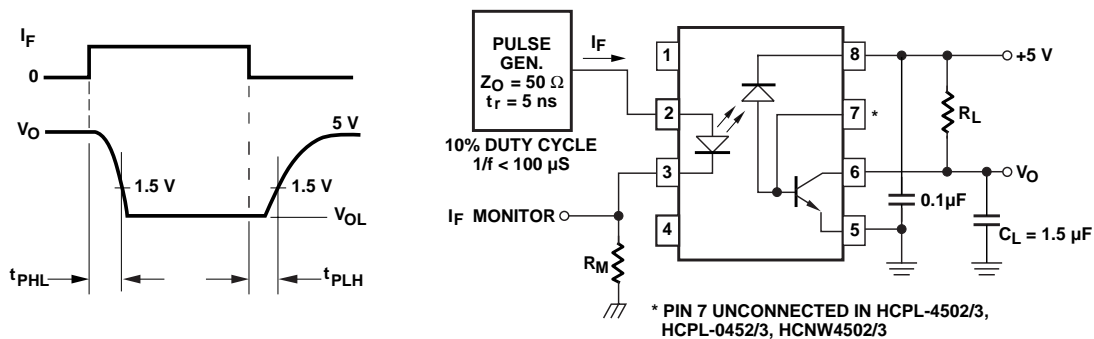 I_F
0
V_O
5 V
1.5 V
1.5 V
V_OL
t_PHL
t_PLH
PULSE
GEN.
Z_O = 50 Ω
t_r = 5 ns
I_F
10% DUTY CYCLE
1/f < 100 µS
I_F MONITOR
R_M
1
2
3
4
8
7
*
6
5
+5 V
R_L
V_O
0.1µF
C_L = 1.5 µF
* PIN 7 UNCONNECTED IN HCPL-4502/3,
HCPL-0452/3, HCNW4502/3